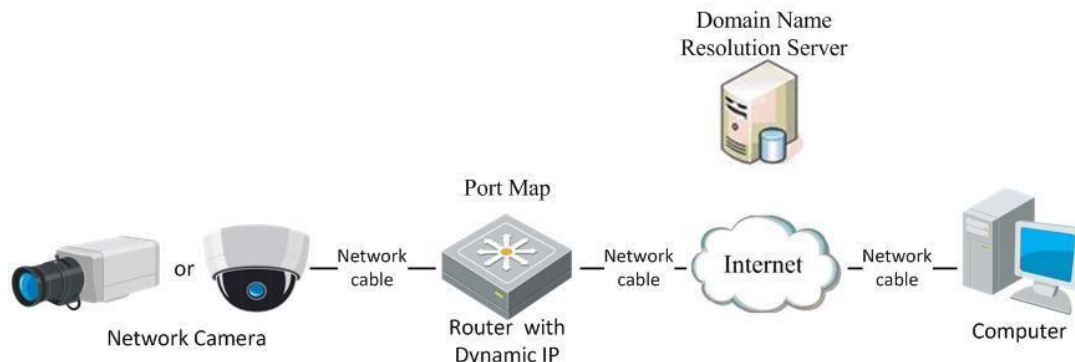 Domain Name
Resolution Server
Port Map
or
Network
cable
Network
cable
Internet
Network
cable
Network Camera
Router with
Dynamic IP
Computer